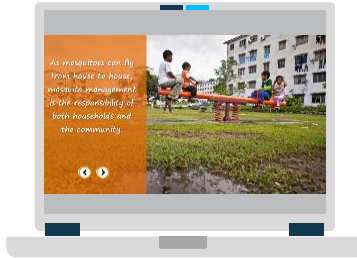 As mosquitoes can fly
from house to house,
mosquito management
is the responsibility of
both households and
the community.